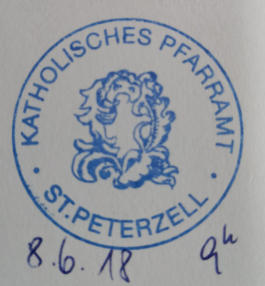 KATHOLISCHES PFARRAMT
· ST. PETERZELL ·
8.6.18 9h